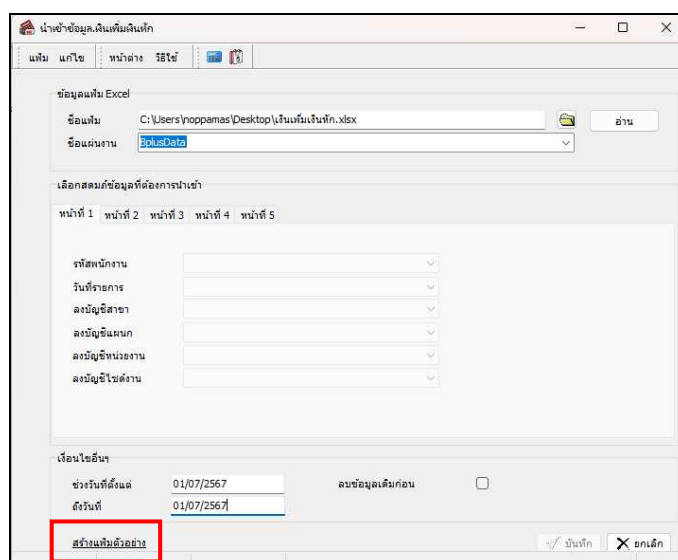 นำเข้าข้อมูล.เงินเพิ่มเงินหัก
แฟ้ม แก้ไข หน้าต่าง วิธีใช้
ข้อมูลแฟ้ม Excel
ชื่อแฟ้ม C:\Users\noppamas\Desktop\เงินเพิ่มเงินหัก.xlsx อ่าน
ชื่อแผ่นงาน BplusData
เลือกสดมภ์ข้อมูลที่ต้องการนำเข้า
หน้าที่ 1 หน้าที่ 2 หน้าที่ 3 หน้าที่ 4 หน้าที่ 5
รหัสพนักงาน
วันที่รายการ
ลงบัญชีสาขา
ลงบัญชีแผนก
ลงบัญชีหน่วยงาน
ลงบัญชีไซต์งาน
เงื่อนไขอื่นๆ
ช่วงวันที่ตั้งแต่ 01/07/2567 ลบข้อมูลเดิมก่อน
ถึงวันที่ 01/07/2567
สร้างแฟ้มตัวอย่าง บันทึก ยกเลิก